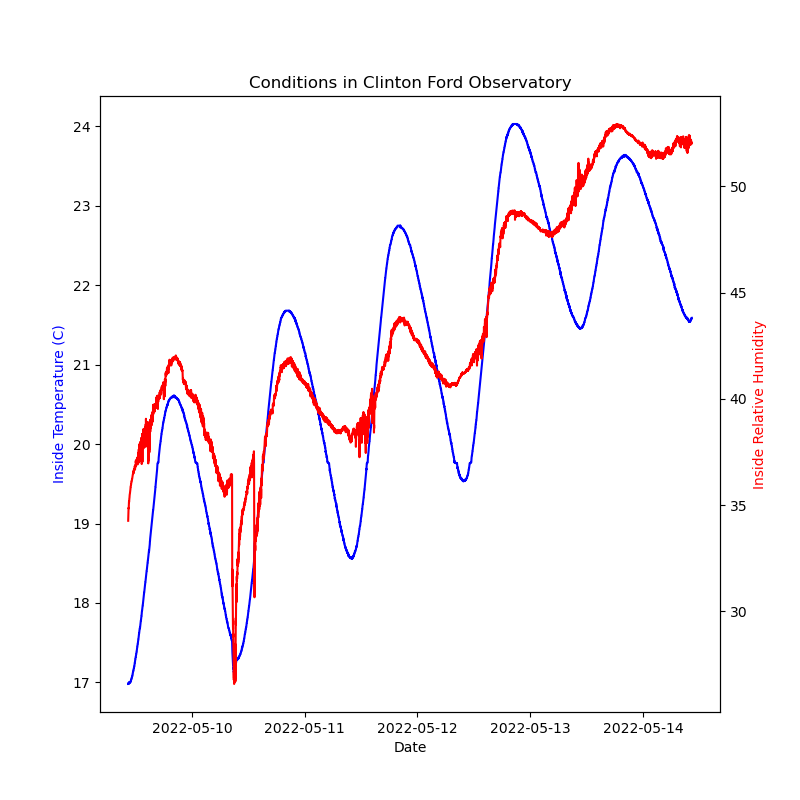 Conditions in Clinton Ford Observatory
24
23
22
21
20
19
18
17
Inside Temperature (C)
50
45
40
35
30
Inside Relative Humidity
2022-05-10 2022-05-11 2022-05-12 2022-05-13 2022-05-14
Date